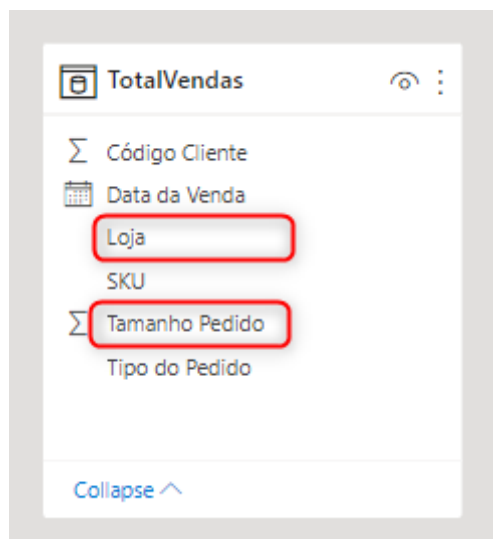 TotalVendas
Código Cliente
Data da Venda
Loja
SKU
Tamanho Pedido
Tipo do Pedido
Collapse